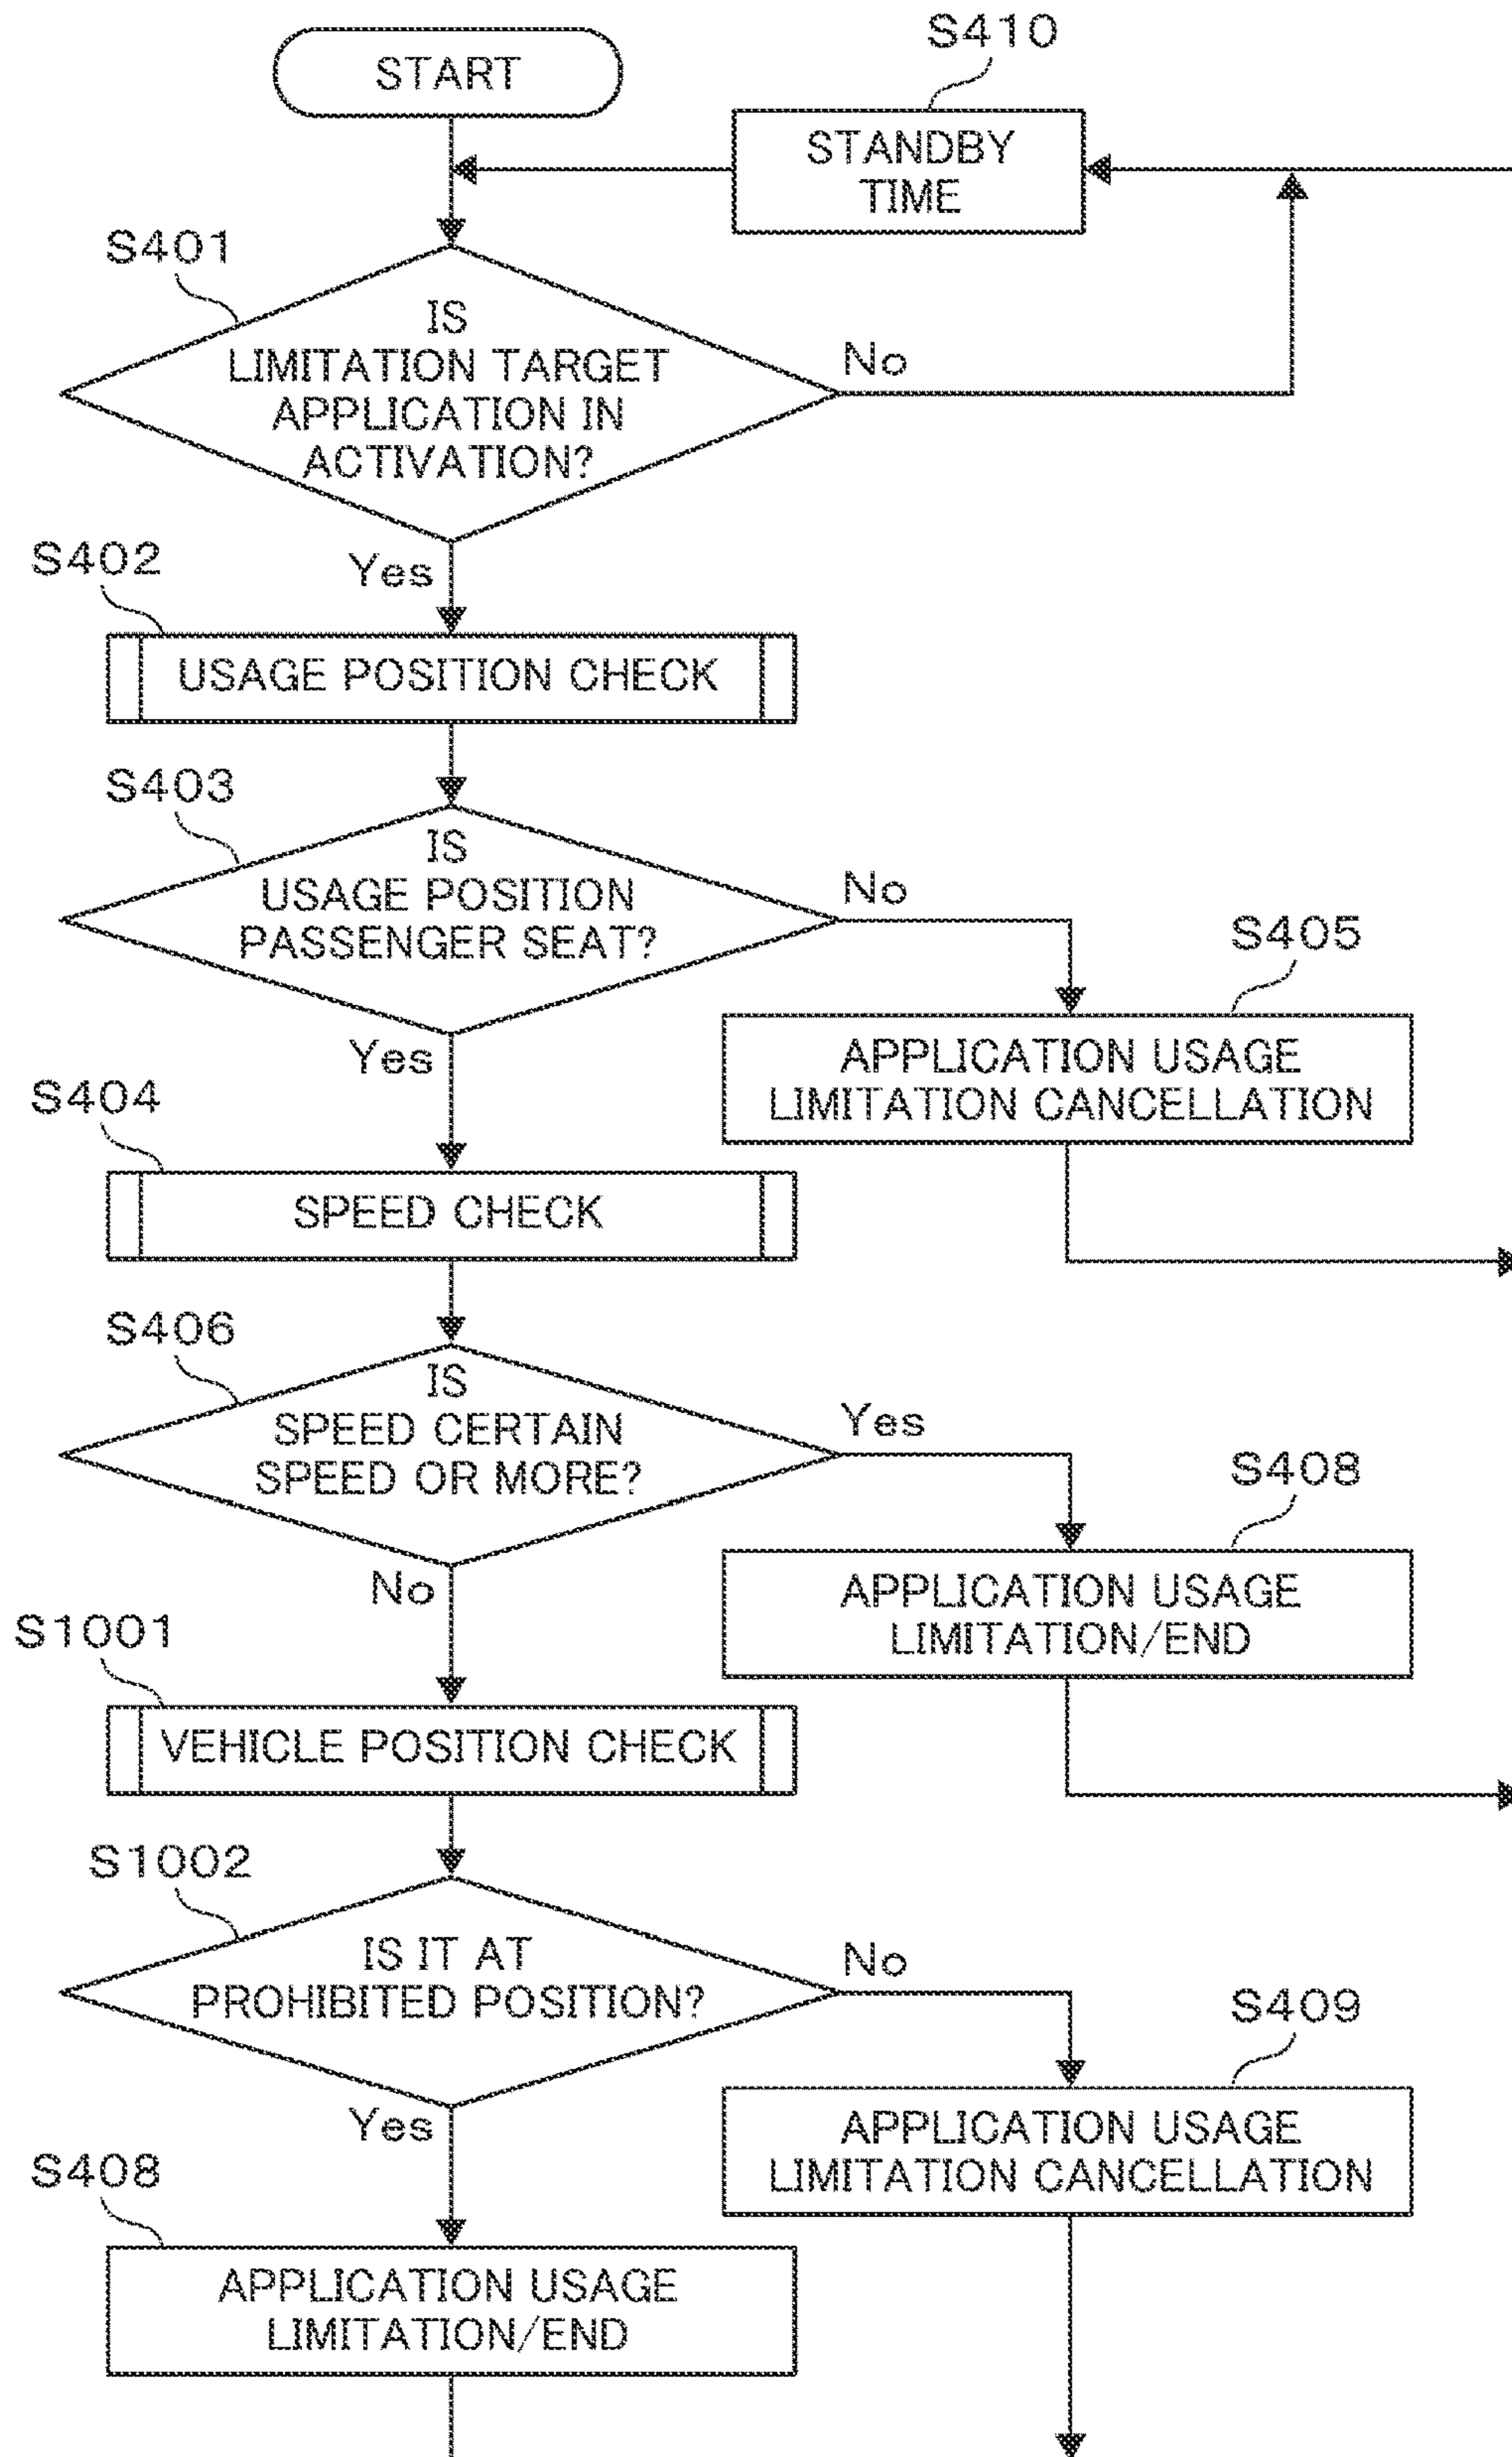 START
S410
STANDBY
TIME
S401
IS
LIMITATION TARGET
APPLICATION IN
ACTIVATION?
No
Yes
S402
USAGE POSITION CHECK
S403
IS
USAGE POSITION
PASSENGER SEAT?
No
Yes
S405
APPLICATION USAGE
LIMITATION CANCELLATION
S404
SPEED CHECK
S406
IS
SPEED CERTAIN
SPEED OR MORE?
Yes
No
S408
APPLICATION USAGE
LIMITATION/END
S1001
VEHICLE POSITION CHECK
S1002
IS IT AT
PROHIBITED POSITION?
No
Yes
S409
APPLICATION USAGE
LIMITATION CANCELLATION
S408
APPLICATION USAGE
LIMITATION/END